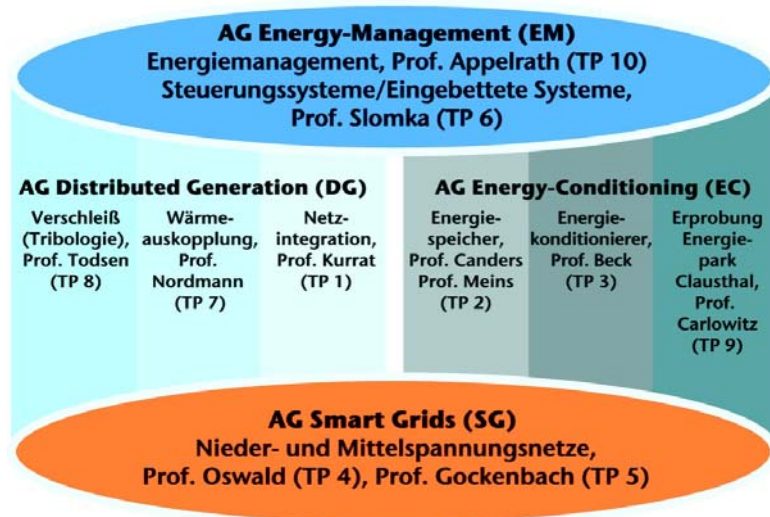 AG Energy-Management (EM)
Energiemanagement, Prof. Appelrath (TP 10)
Steuerungssysteme/Eingebettete Systeme,
Prof. Slomka (TP 6)
AG Distributed Generation (DG)
Verschleiß
(Tribologie),
Prof. Todsen
(TP 8)
Wärme-
auskopplung,
Prof.
Nordmann
(TP 7)
Netz-
integration,
Prof. Kurrat
(TP 1)
AG Energy-Conditioning (EC)
Energie-
speicher,
Prof. Canders
Prof. Meins
(TP 2)
Energie-
konditionierer,
Prof. Beck
(TP 3)
Erprobung
Energie-
park
Clausthal,
Prof.
Carlowitz
(TP 9)
AG Smart Grids (SG)
Nieder- und Mittelspannungsnetze,
Prof. Oswald (TP 4), Prof. Gockenbach (TP 5)